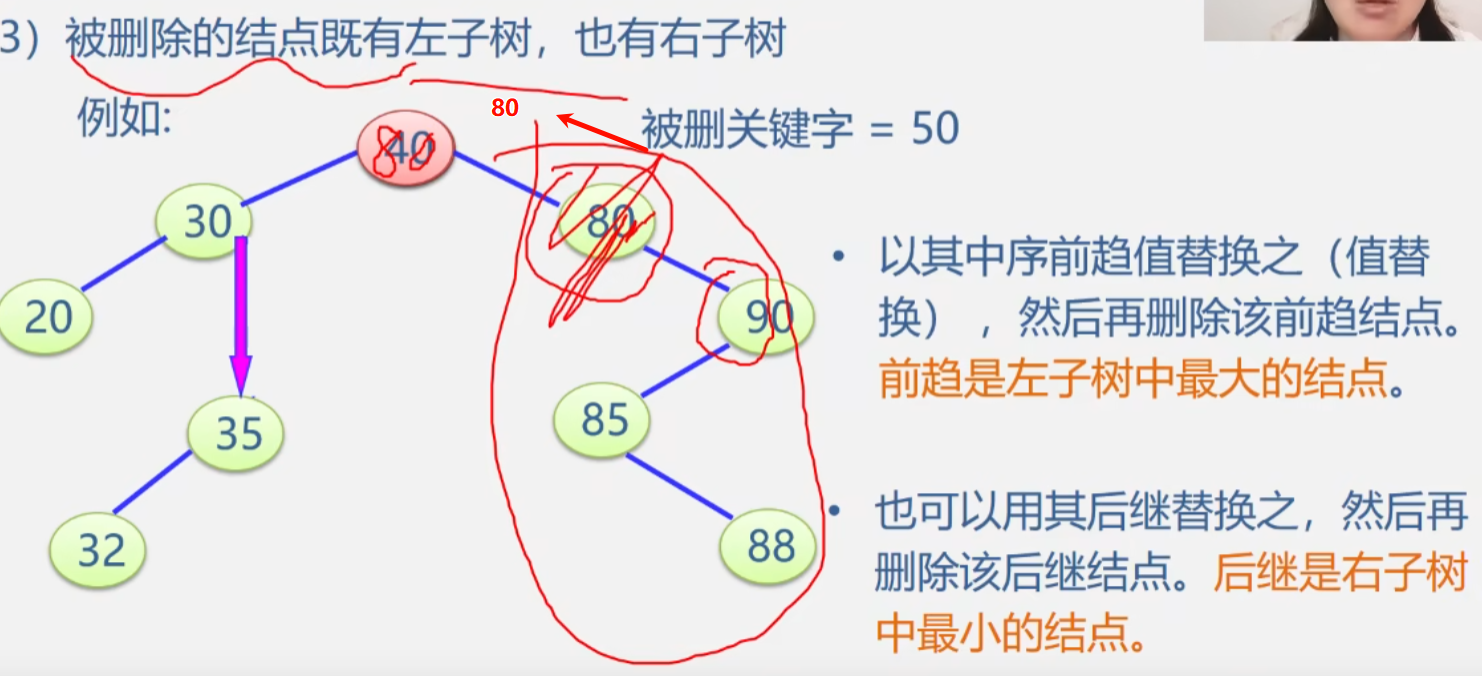 3）被删除的结点既有左子树，也有右子树
80
例如:
被删关键字 = 50
40
80
30
80
20
90
35
85
32
88
• 以其中序前趋值替换之（值替
换），然后再删除该前趋结点。
前趋是左子树中最大的结点。
• 也可以用其后继替换之，然后再
删除该后继结点。后继是右子树
中最小的结点。